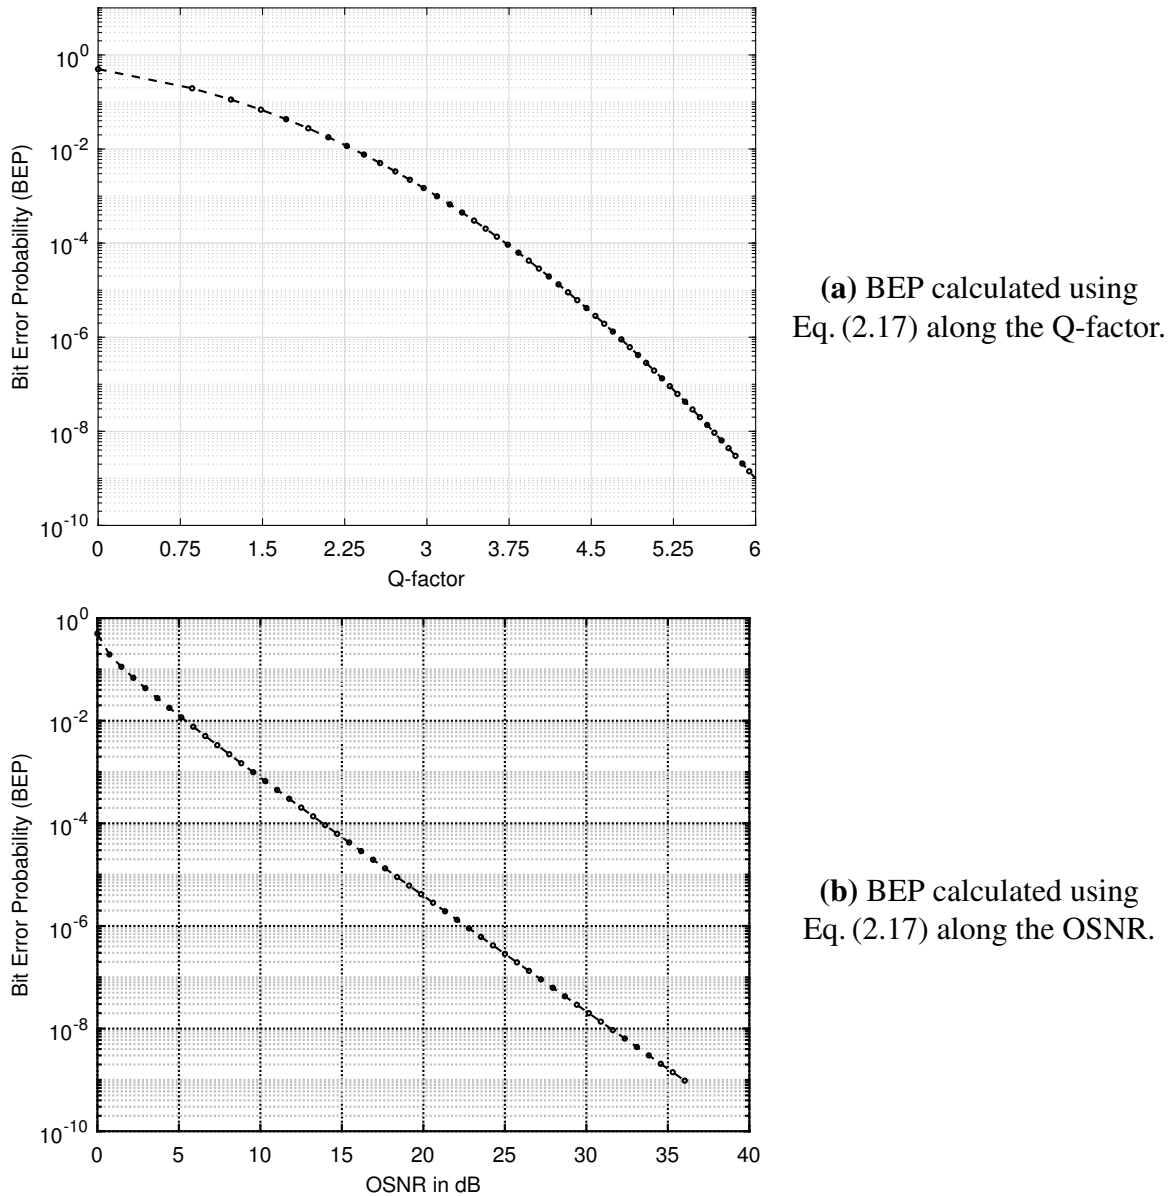 10^0
10^-2
10^-4
10^-6
10^-8
10^-10
Bit Error Probability (BEP)
0 0.75 1.5 2.25 3 3.75 4.5 5.25 6
Q-factor
(a) BEP calculated using
Eq. (2.17) along the Q-factor.
10^0
10^-2
10^-4
10^-6
10^-8
10^-10
Bit Error Probability (BEP)
0 5 10 15 20 25 30 35 40
OSNR in dB
(b) BEP calculated using
Eq. (2.17) along the OSNR.